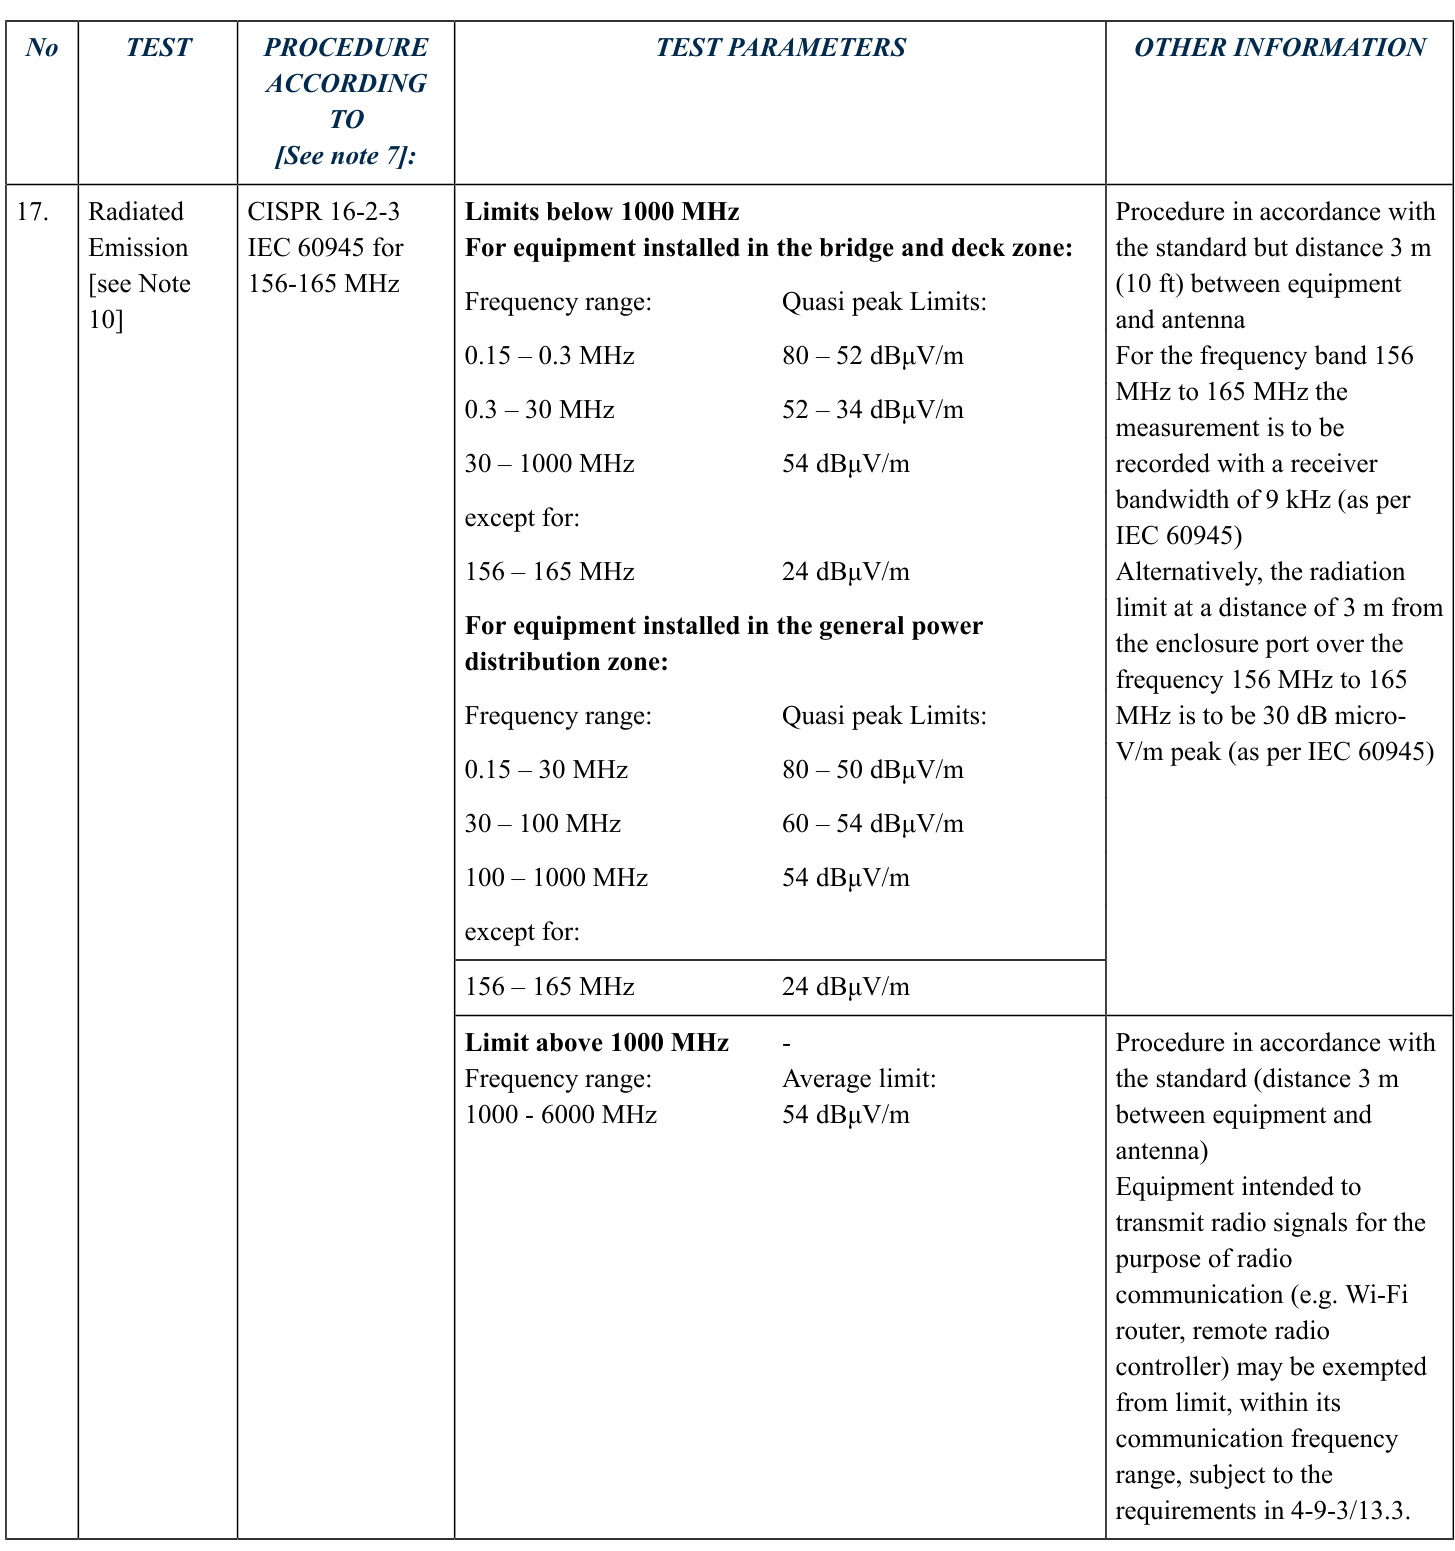 No
TEST
PROCEDURE
ACCORDING
TO
[See note 7]:
TEST PARAMETERS
OTHER INFORMATION
17.
Radiated
Emission
[see Note
10]
CISPR 16-2-3
IEC 60945 for
156-165 MHz
Limits below 1000 MHz
For equipment installed in the bridge and deck zone:
Frequency range: Quasi peak Limits:
0.15 – 0.3 MHz 80 – 52 dBμV/m
0.3 – 30 MHz 52 – 34 dBμV/m
30 – 1000 MHz 54 dBμV/m
except for:
156 – 165 MHz 24 dBμV/m
For equipment installed in the general power
distribution zone:
Frequency range: Quasi peak Limits:
0.15 – 30 MHz 80 – 50 dBμV/m
30 – 100 MHz 60 – 54 dBμV/m
100 – 1000 MHz 54 dBμV/m
except for:
156 – 165 MHz 24 dBμV/m
Procedure in accordance with
the standard but distance 3 m
(10 ft) between equipment
and antenna
For the frequency band 156
MHz to 165 MHz the
measurement is to be
recorded with a receiver
bandwidth of 9 kHz (as per
IEC 60945)
Alternatively, the radiation
limit at a distance of 3 m from
the enclosure port over the
frequency 156 MHz to 165
MHz is to be 30 dB micro-
V/m peak (as per IEC 60945)
Limit above 1000 MHz -
Frequency range: Average limit:
1000 - 6000 MHz 54 dBμV/m
Procedure in accordance with
the standard (distance 3 m
between equipment and
antenna)
Equipment intended to
transmit radio signals for the
purpose of radio
communication (e.g. Wi-Fi
router, remote radio
controller) may be exempted
from limit, within its
communication frequency
range, subject to the
requirements in 4-9-3/13.3.